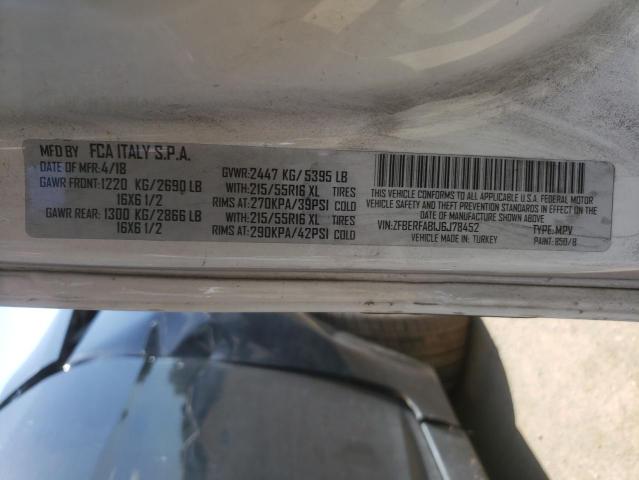 MFD BY FCA ITALY S.P.A.
DATE OF MFR:4/18 GVWR:2447 KG/5395 LB
GAWR FRONT:1220 KG/2690 LB WITH:215/55R16 XL TIRES
16X6 1/2 RIMS AT:270KPA/39PSI COLD
GAWR REAR:1300 KG/2866 LB WITH:215/55R16 XL TIRES
16X6 1/2 RIMS AT:290KPA/42PSI COLD
THIS VEHICLE CONFORMS TO ALL APPLICABLE U.S.A. FEDERAL MOTOR
VEHICLE SAFETY AND THEFT PREVENTION STANDARDS IN EFFECT ON
DATE OF MANUFACTURE SHOWN ABOVE.
VIN:ZFBERFAB1J6J78452 TYPE:MPV
VEHICLE MADE IN: TURKEY PAINT: 850/B